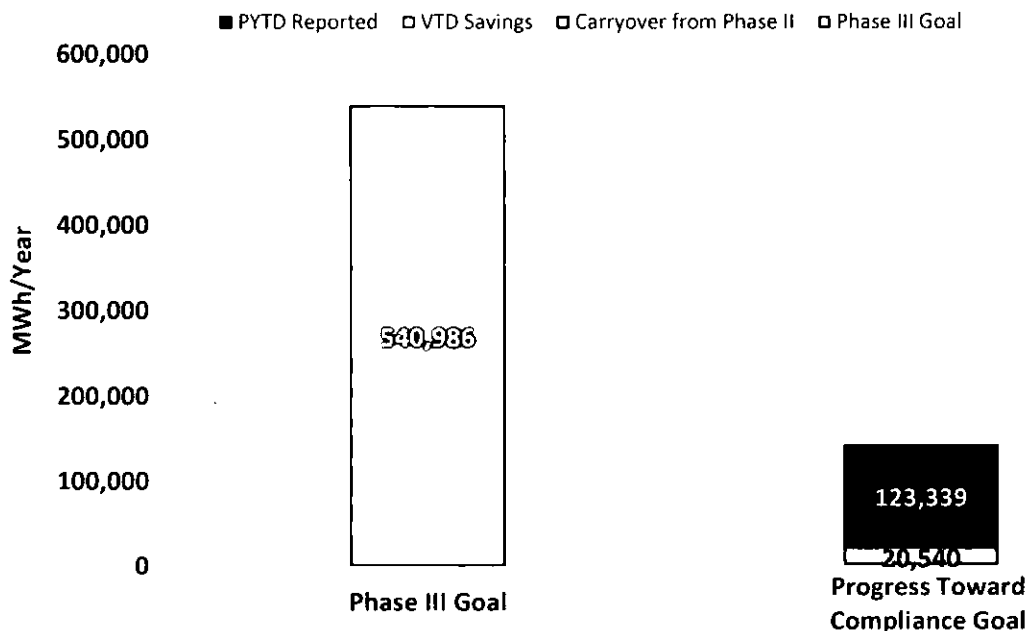 PYTD Reported VTD Savings Carryover from Phase II Phase III Goal
600,000
500,000
400,000
300,000
200,000
100,000
0
MWh/Year
540,986
123,339
20,540
Phase III Goal
Progress Toward
Compliance Goal